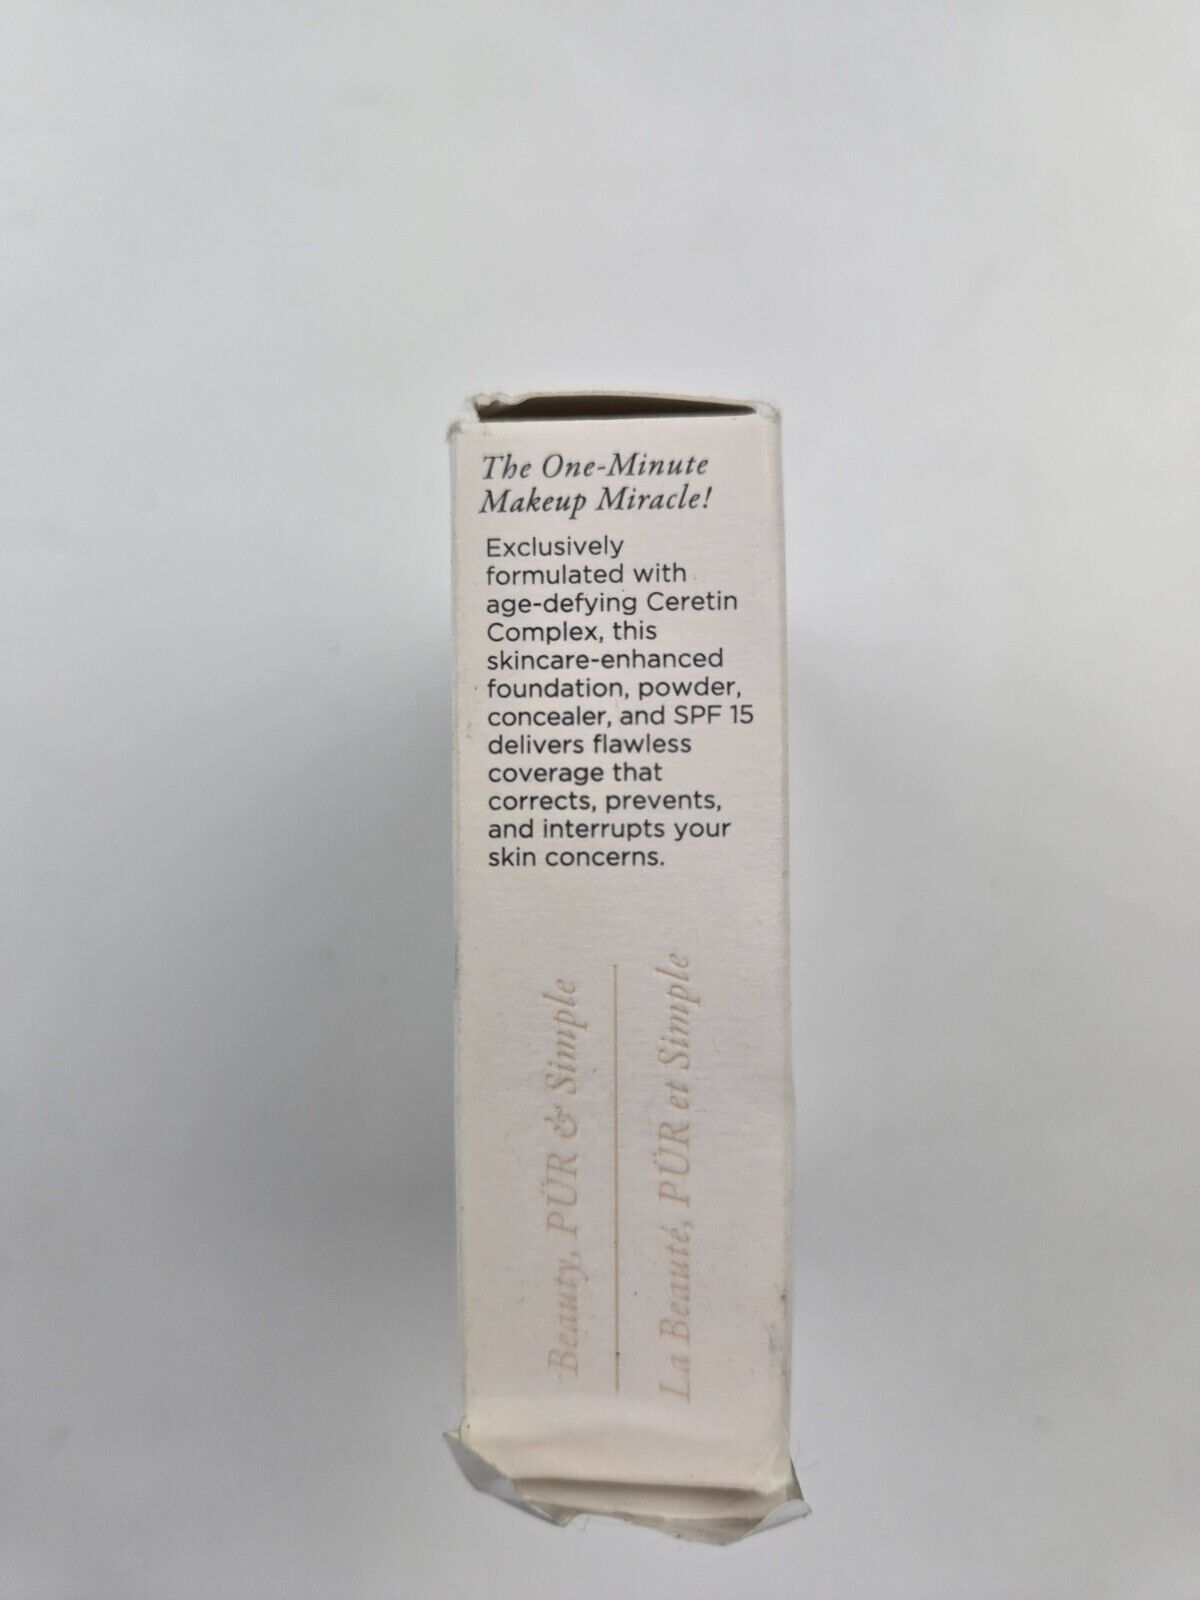 The One-Minute
Makeup Miracle!
Exclusively
formulated with
age-defying Ceretin
Complex, this
skincare-enhanced
foundation, powder,
concealer, and SPF 15
delivers flawless
coverage that
corrects, prevents,
and interrupts your
skin concerns.
Beauty, PÜR & Simple
La Beauté, PÜR et Simple